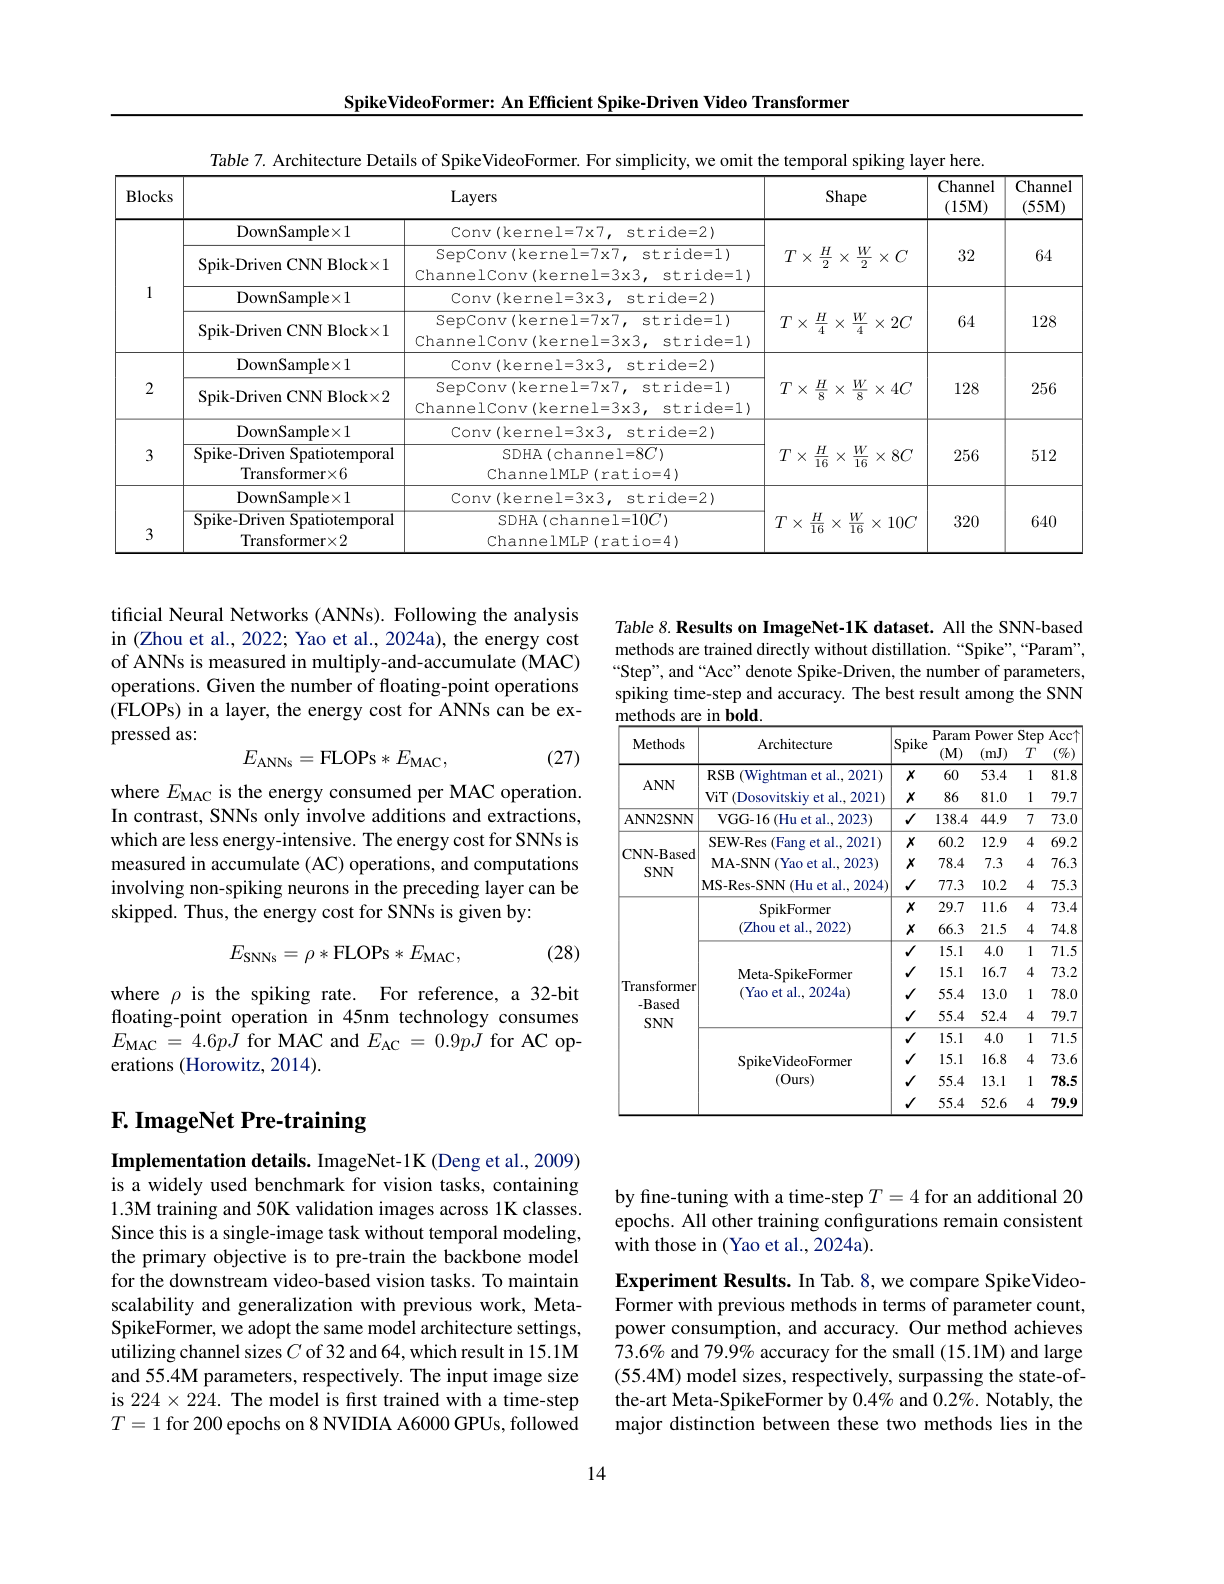 SpikeVideoFormer: An Efficient Spike-Driven Video Transformer
Table 7. Architecture Details of SpikeVideoFormer. For simplicity, we omit the temporal spiking layer here.
Blocks Layers Shape Channel (15M) Channel (55M)
1 DownSample×1 Conv(kernel=7x7, stride=2) T × H/2 × W/2 × C 32 64
Spik-Driven CNN Block×1 SepConv(kernel=7x7, stride=1)
ChannelConv(kernel=3x3, stride=1)
DownSample×1 Conv(kernel=3x3, stride=2) T × H/4 × W/4 × 2C 64 128
Spik-Driven CNN Block×1 SepConv(kernel=7x7, stride=1)
ChannelConv(kernel=3x3, stride=1)
2 DownSample×1 Conv(kernel=3x3, stride=2) T × H/8 × W/8 × 4C 128 256
Spik-Driven CNN Block×2 SepConv(kernel=7x7, stride=1)
ChannelConv(kernel=3x3, stride=1)
3 DownSample×1 Conv(kernel=3x3, stride=2) T × H/16 × W/16 × 8C 256 512
Spike-Driven Spatiotemporal SDHA(channel=8C)
Transformer×6 ChannelMLP(ratio=4)
3 DownSample×1 Conv(kernel=3x3, stride=2) T × H/16 × W/16 × 10C 320 640
Spike-Driven Spatiotemporal SDHA(channel=10C)
Transformer×2 ChannelMLP(ratio=4)
tificial Neural Networks (ANNs). Following the analysis
in (Zhou et al., 2022; Yao et al., 2024a), the energy cost
of ANNs is measured in multiply-and-accumulate (MAC)
operations. Given the number of floating-point operations
(FLOPs) in a layer, the energy cost for ANNs can be ex-
pressed as:
E_ANNs = FLOPs ∗ E_MAC, (27)
where E_MAC is the energy consumed per MAC operation.
In contrast, SNNs only involve additions and extractions,
which are less energy-intensive. The energy cost for SNNs is
measured in accumulate (AC) operations, and computations
involving non-spiking neurons in the preceding layer can be
skipped. Thus, the energy cost for SNNs is given by:
E_SNNs = ρ ∗ FLOPs ∗ E_MAC, (28)
where ρ is the spiking rate. For reference, a 32-bit
floating-point operation in 45nm technology consumes
E_MAC = 4.6pJ for MAC and E_AC = 0.9pJ for AC op-
erations (Horowitz, 2014).
F. ImageNet Pre-training
Implementation details. ImageNet-1K (Deng et al., 2009)
is a widely used benchmark for vision tasks, containing
1.3M training and 50K validation images across 1K classes.
Since this is a single-image task without temporal modeling,
the primary objective is to pre-train the backbone model
for the downstream video-based vision tasks. To maintain
scalability and generalization with previous work, Meta-
SpikeFormer, we adopt the same model architecture settings,
utilizing channel sizes C of 32 and 64, which result in 15.1M
and 55.4M parameters, respectively. The input image size
is 224 × 224. The model is first trained with a time-step
T = 1 for 200 epochs on 8 NVIDIA A6000 GPUs, followed
Table 8. Results on ImageNet-1K dataset. All the SNN-based
methods are trained directly without distillation. “Spike”, “Param”,
“Step”, and “Acc” denote Spike-Driven, the number of parameters,
spiking time-step and accuracy. The best result among the SNN
methods are in bold.
Methods Architecture Spike Param (M) Power (mJ) Step T Acc↑ (%)
ANN RSB (Wightman et al., 2021) ✗ 60 53.4 1 81.8
ViT (Dosovitskiy et al., 2021) ✗ 86 81.0 1 79.7
ANN2SNN VGG-16 (Hu et al., 2023) ✓ 138.4 44.9 7 73.0
CNN-Based SNN SEW-Res (Fang et al., 2021) ✗ 60.2 12.9 4 69.2
MA-SNN (Yao et al., 2023) ✗ 78.4 7.3 4 76.3
MS-Res-SNN (Hu et al., 2024) ✓ 77.3 10.2 4 75.3
Transformer-Based SNN SpikFormer (Zhou et al., 2022) ✗ 29.7 11.6 4 73.4
✗ 66.3 21.5 4 74.8
Meta-SpikeFormer (Yao et al., 2024a) ✓ 15.1 4.0 1 71.5
✓ 15.1 16.7 4 73.2
✓ 55.4 13.0 1 78.0
✓ 55.4 52.4 4 79.7
SpikeVideoFormer (Ours) ✓ 15.1 4.0 1 71.5
✓ 15.1 16.8 4 73.6
✓ 55.4 13.1 1 78.5
✓ 55.4 52.6 4 79.9
by fine-tuning with a time-step T = 4 for an additional 20
epochs. All other training configurations remain consistent
with those in (Yao et al., 2024a).
Experiment Results. In Tab. 8, we compare SpikeVideo-
Former with previous methods in terms of parameter count,
power consumption, and accuracy. Our method achieves
73.6% and 79.9% accuracy for the small (15.1M) and large
(55.4M) model sizes, respectively, surpassing the state-of-
the-art Meta-SpikeFormer by 0.4% and 0.2%. Notably, the
major distinction between these two methods lies in the
14